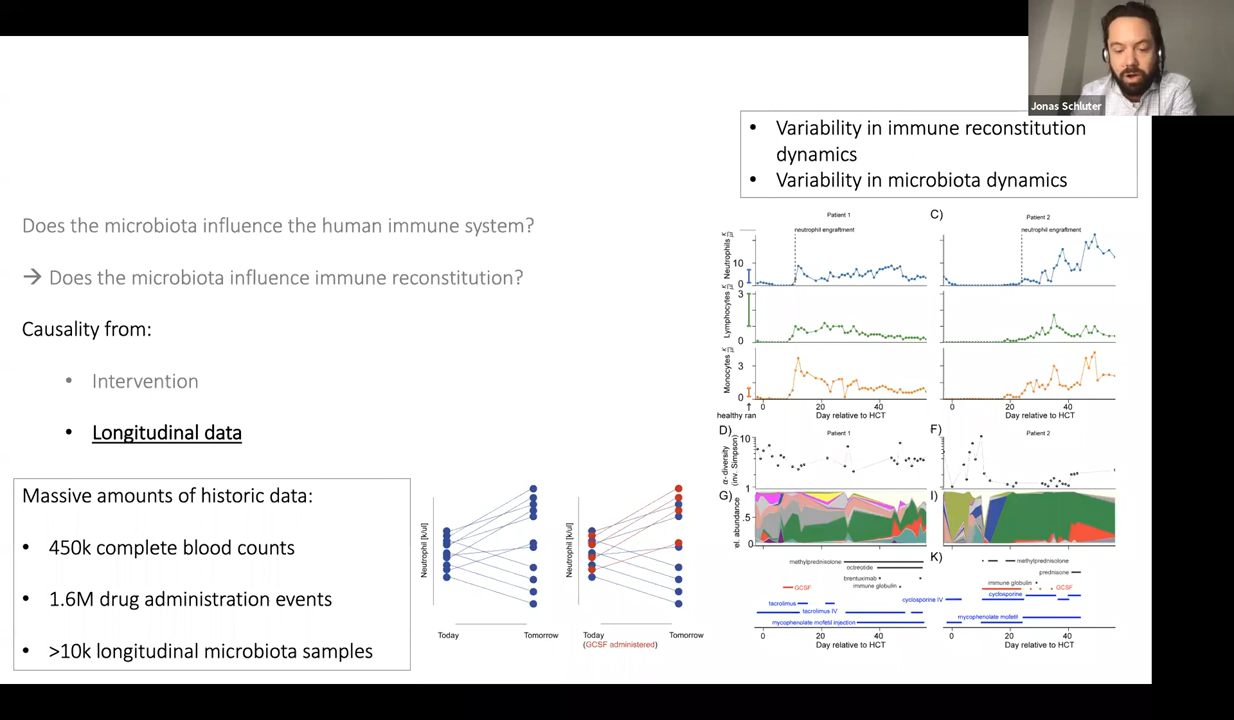 Jonas Schluter
• Variability in immune reconstitution
dynamics
• Variability in microbiota dynamics
Does the microbiota influence the human immune system?
→ Does the microbiota influence immune reconstitution?
Causality from:
• Intervention
• Longitudinal data
Massive amounts of historic data:
• 450k complete blood counts
• 1.6M drug administration events
• >10k longitudinal microbiota samples
Neutrophil [k/ul]
Today
Tomorrow
Neutrophil [k/ul]
Today
(GCSF administered)
Tomorrow
Patient 1
C)
Patient 2
neutrophil engraftment
neutrophil engraftment
Neutrophils
10
0
Lymphocytes
3
0
Monocytes
3
0
healthy ran
0
20
40
Day relative to HCT
0
20
40
Day relative to HCT
D)
Patient 1
F)
Patient 2
α- diversity
(inv. Simpson)
10
1
G)
I)
el. abundance
.5
0
methylprednisolone
octreotide
brentuximab
immune globulin
GCSF
tacrolimus
tacrolimus IV
mycophenolate mofetil injection
0
20
40
Day relative to HCT
K)
methylprednisolone
prednisone
immune globulin
GCSF
cyclosporine IV
cyclosporine
mycophenolate mofetil
0
20
40
Day relative to HCT